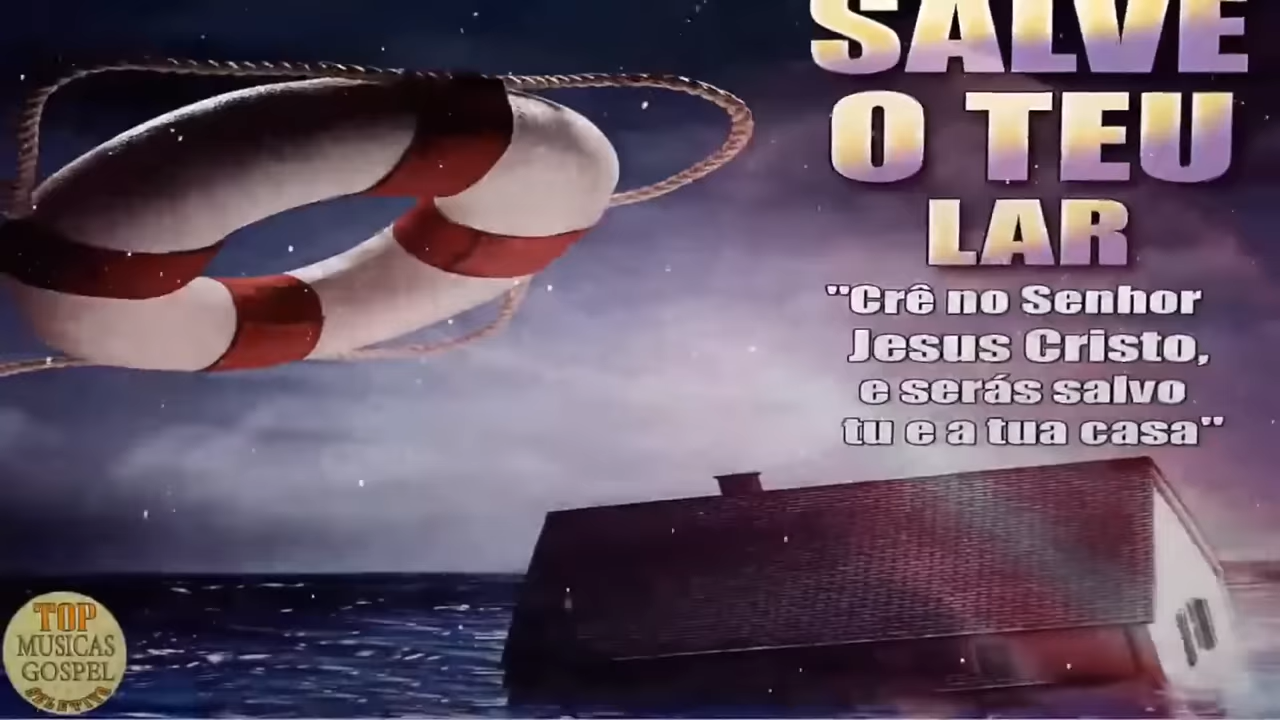 SALVE
O TEU
LAR
"Crê no Senhor
Jesus Cristo,
e serás salvo
tu e a tua casa"
TOP
MUSICAS
GOSPEL